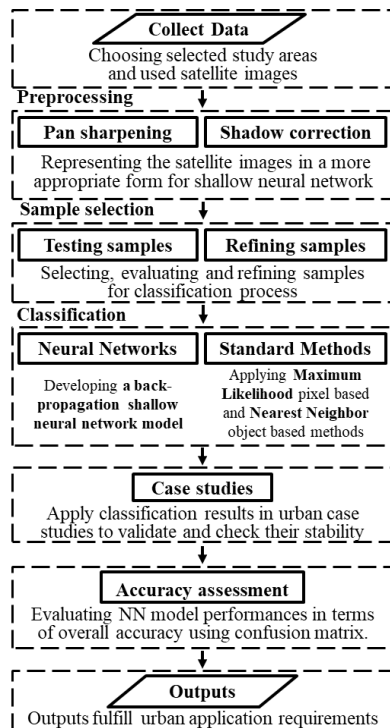 Collect Data
Choosing selected study areas
and used satellite images
Preprocessing
Pan sharpening
Shadow correction
Representing the satellite images in a more
appropriate form for shallow neural network
Sample selection
Testing samples
Refining samples
Selecting, evaluating and refining samples
for classification process
Classification
Neural Networks
Developing a back-
propagation shallow
neural network model
Standard Methods
Applying Maximum
Likelihood pixel based
and Nearest Neighbor
object based methods
Case studies
Apply classification results in urban case
studies to validate and check their stability
Accuracy assessment
Evaluating NN model performances in terms
of overall accuracy using confusion matrix.
Outputs
Outputs fulfill urban application requirements